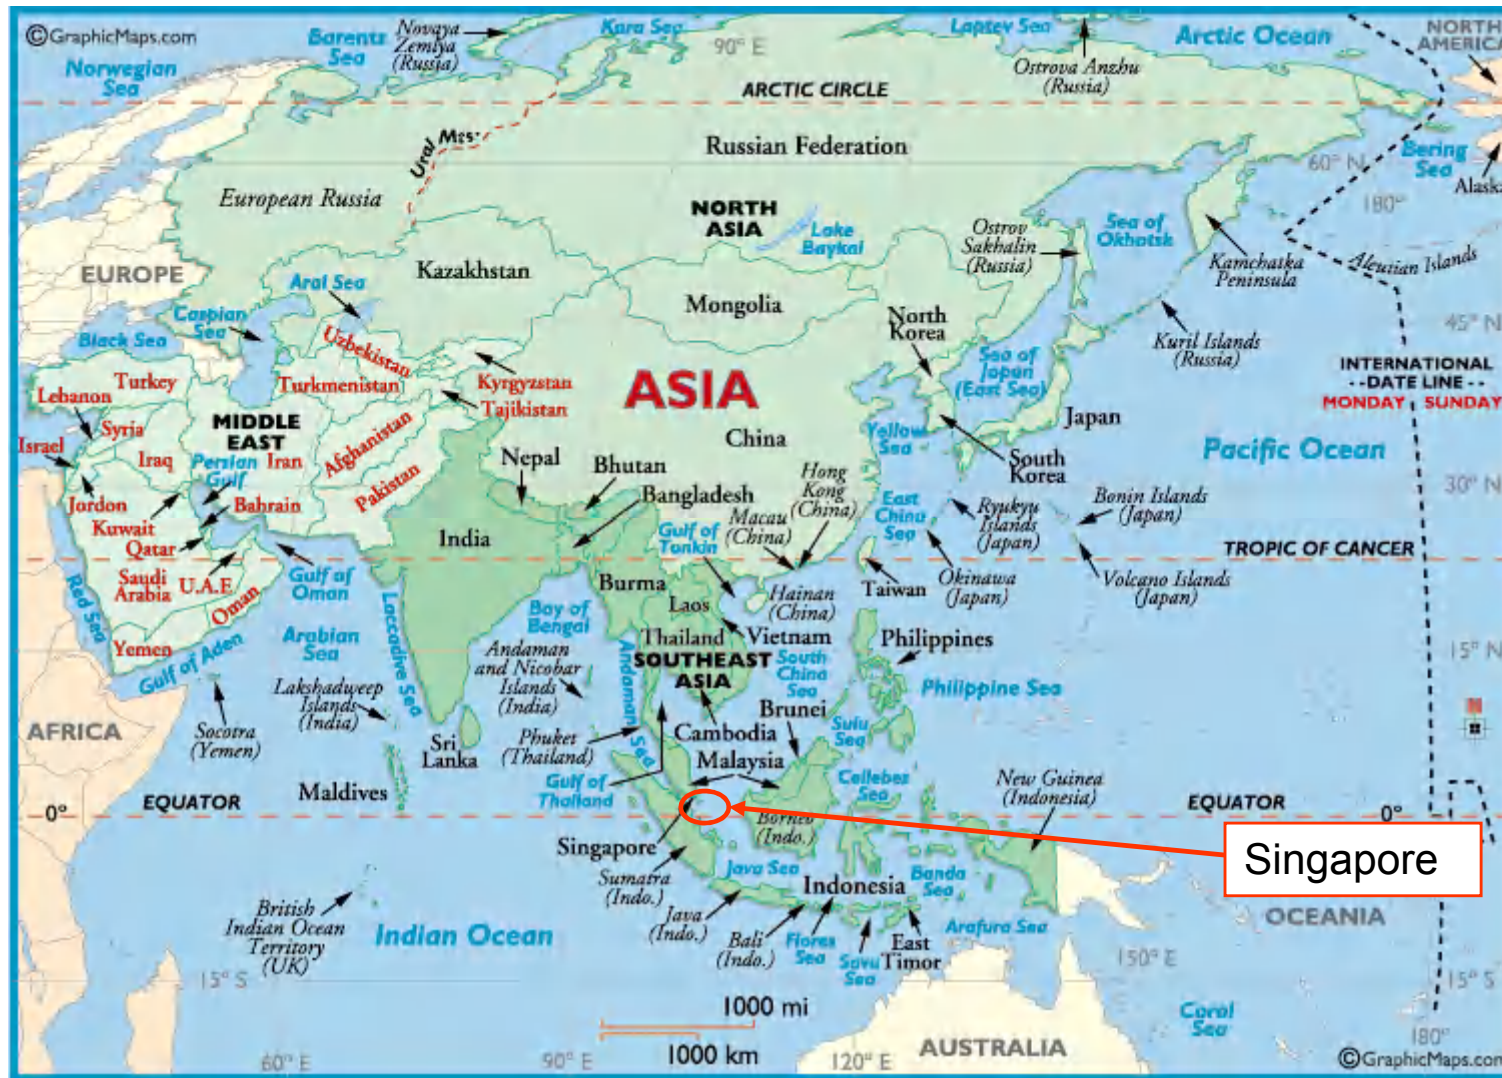 ©GraphicMaps.com
Norwegian
Sea
Barents
Sea
Novaya
Zemlya
(Russia)
Kara Sea
90° E
Laptev Sea
Ostrova Anzhu
(Russia)
Arctic Ocean
NORTH
AMERICA
ARCTIC CIRCLE
Ural Mts.
Russian Federation
60° N
Bering
Sea
Alaska
180°
European Russia
NORTH
ASIA
Lake
Baykal
Ostrov
Sakhalin
(Russia)
Sea of
Okhotsk
Kamchatka
Peninsula
Aleutian Islands
EUROPE
Aral Sea
Kazakhstan
Mongolia
North
Korea
Kuril Islands
(Russia)
45° N
Caspian
Sea
Black Sea
Uzbekistan
Turkey
Turkmenistan
Kyrgyzstan
Tajikistan
ASIA
Sea of
Japan
(East Sea)
Japan
INTERNATIONAL
--DATE LINE--
MONDAY
SUNDAY
Lebanon
Syria
MIDDLE
EAST
Israel
Iraq
Persian
Gulf
Iran
Afghanistan
Pakistan
China
Yellow
Sea
South
Korea
Pacific Ocean
Jordon
Kuwait
Bahrain
Qatar
Nepal
Bhutan
Bangladesh
Hong
Kong
(China)
Macau
(China)
East
China
Sea
Ryukyu
Islands
(Japan)
Bonin Islands
(Japan)
30° N
India
Gulf of
Tonkin
TROPIC OF CANCER
Saudi
Arabia
U.A.E
Oman
Gulf of
Oman
Red Sea
Yemen
Gulf of Aden
Arabian
Sea
Laccadive Sea
Burma
Laos
Hainan
(China)
Taiwan
Okinawa
(Japan)
Volcano Islands
(Japan)
Bay of
Bengal
Thailand
Vietnam
Philippines
15° N
AFRICA
Socotra
(Yemen)
Lakshadweep
Islands
(India)
Andaman
and Nicobar
Islands
(India)
Andaman Sea
SOUTHEAST
ASIA
South
China
Sea
Philippine Sea
N
Sri
Lanka
Phuket
(Thailand)
Cambodia
Brunei
Sulu
Sea
Malaysia
Maldives
Gulf of
Thailand
Cellebes
Sea
New Guinea
(Indonesia)
0°
EQUATOR
EQUATOR
0°
Singapore
Borneo
(Indo.)
Singapore
Sumatra
(Indo.)
Java Sea
Indonesia
Banda
Sea
British
Indian Ocean
Territory
(UK)
Indian Ocean
Java
(Indo.)
Bali
(Indo.)
Flores
Sea
Savu
Sea
East
Timor
Arafura Sea
OCEANIA
15° S
150° E
15° S
1000 mi
1000 km
Coral
Sea
60° E
90° E
120° E
AUSTRALIA
180°
©GraphicMaps.com